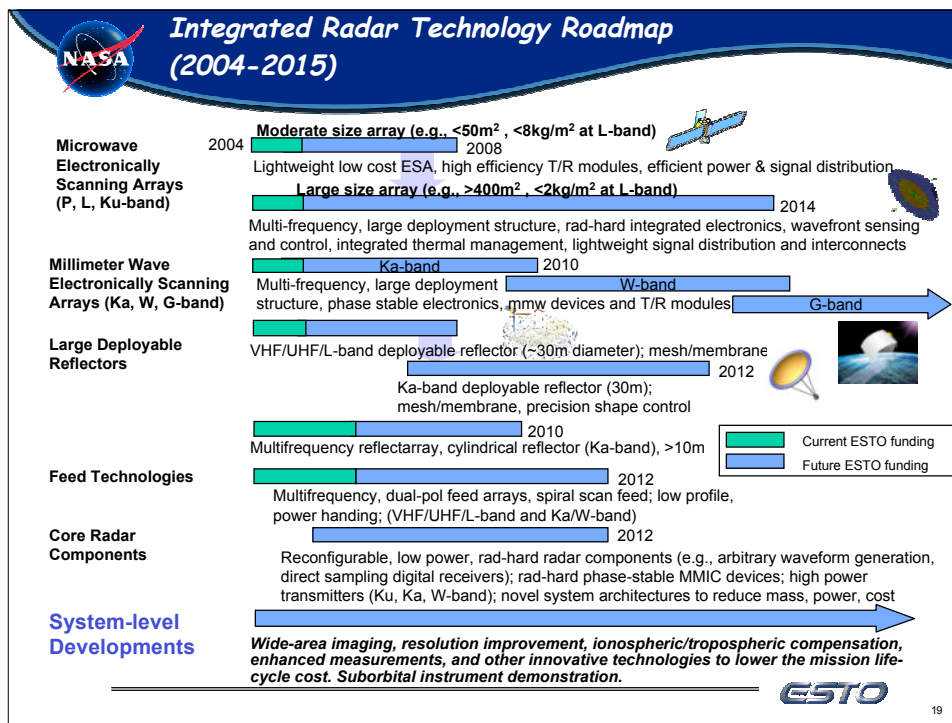 Integrated Radar Technology Roadmap
(2004-2015)
NASA
Microwave
Electronically
Scanning Arrays
(P, L, Ku-band)
2004
Moderate size array (e.g., <50m², <8kg/m² at L-band)
2008
Lightweight low cost ESA, high efficiency T/R modules, efficient power & signal distribution
Large size array (e.g., >400m², <2kg/m² at L-band)
2014
Multi-frequency, large deployment structure, rad-hard integrated electronics, wavefront sensing
and control, integrated thermal management, lightweight signal distribution and interconnects
Millimeter Wave
Electronically Scanning
Arrays (Ka, W, G-band)
Ka-band
2010
W-band
Multi-frequency, large deployment
structure, phase stable electronics, mmw devices and T/R modules
G-band
Large Deployable
Reflectors
VHF/UHF/L-band deployable reflector (~30m diameter); mesh/membrane
2012
Ka-band deployable reflector (30m);
mesh/membrane, precision shape control
2010
Multifrequency reflectarray, cylindrical reflector (Ka-band), >10m
Current ESTO funding
Future ESTO funding
Feed Technologies
2012
Multifrequency, dual-pol feed arrays, spiral scan feed; low profile,
power handing; (VHF/UHF/L-band and Ka/W-band)
Core Radar
Components
2012
Reconfigurable, low power, rad-hard radar components (e.g., arbitrary waveform generation,
direct sampling digital receivers); rad-hard phase-stable MMIC devices; high power
transmitters (Ku, Ka, W-band); novel system architectures to reduce mass, power, cost
System-level
Developments
Wide-area imaging, resolution improvement, ionospheric/tropospheric compensation,
enhanced measurements, and other innovative technologies to lower the mission life-
cycle cost. Suborbital instrument demonstration.
ESTO
19